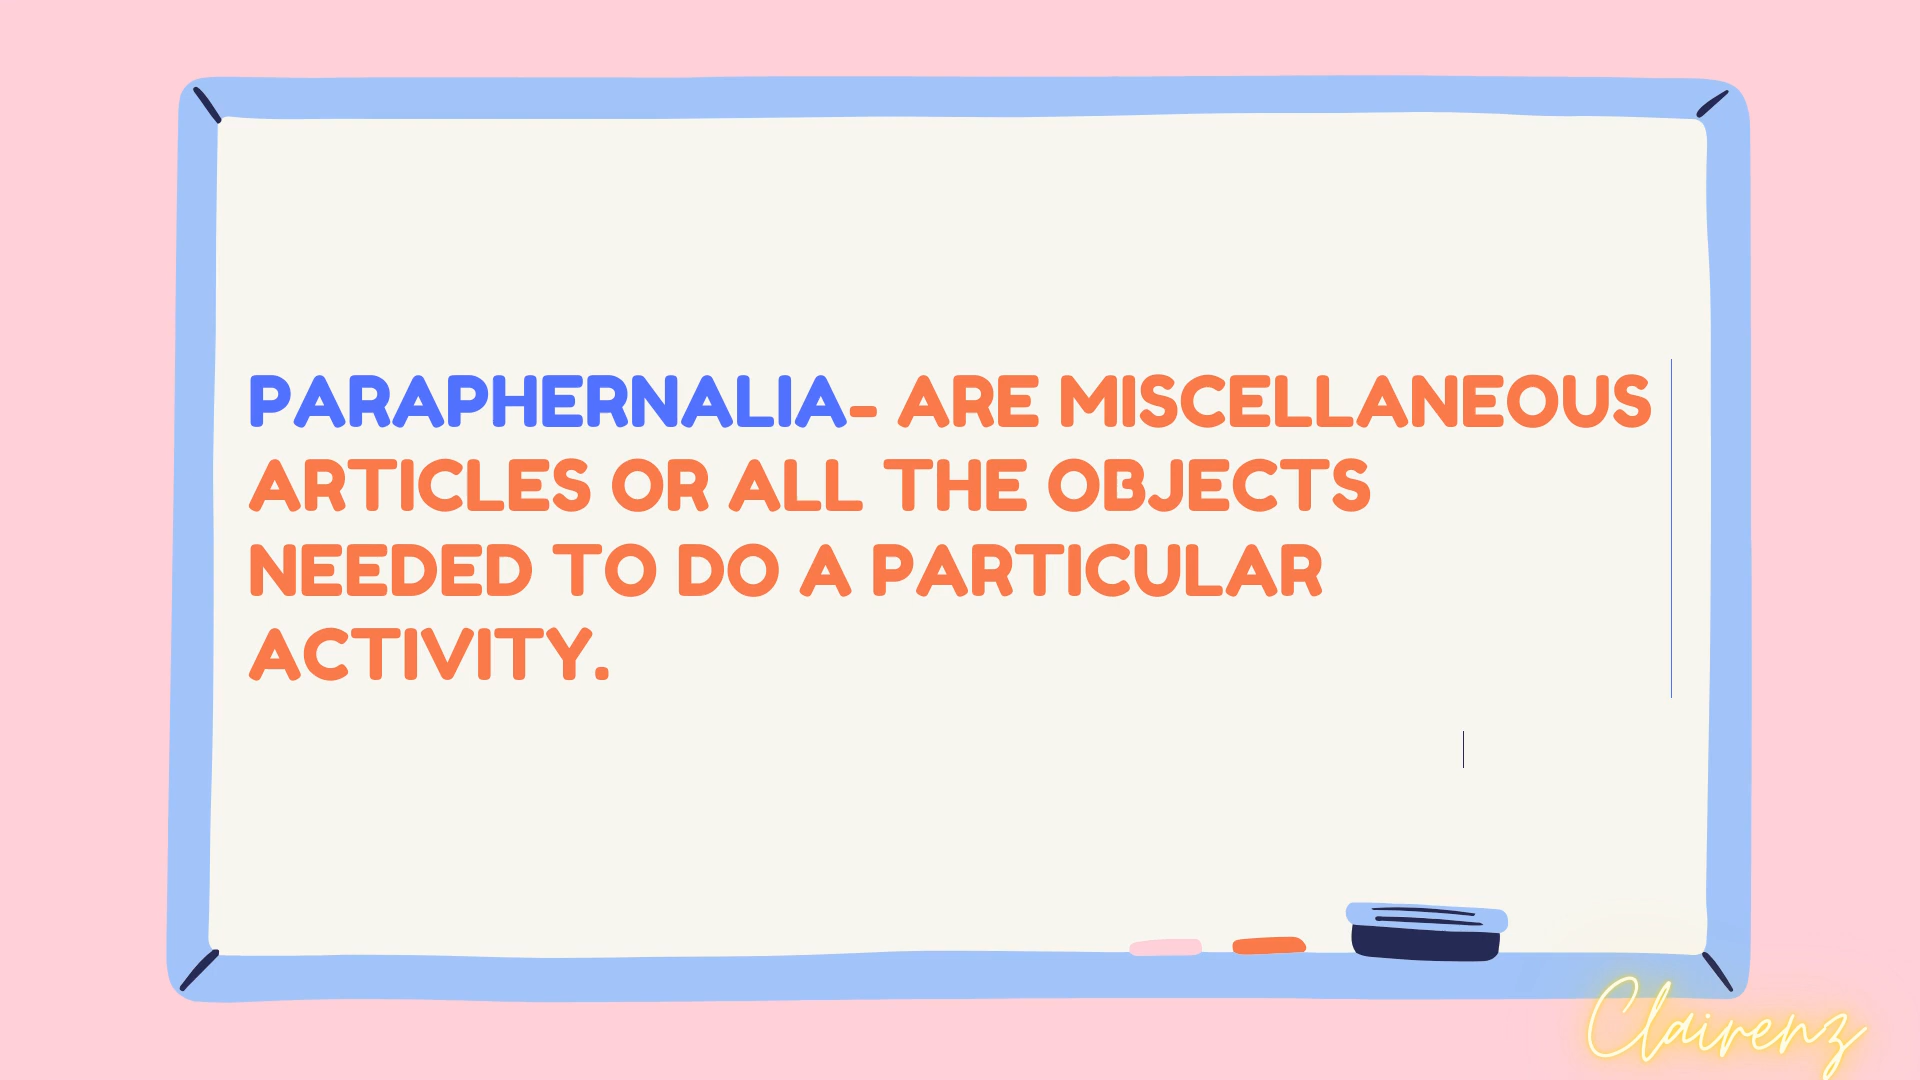 PARAPHERNALIA- ARE MISCELLANEOUS
ARTICLES OR ALL THE OBJECTS
NEEDED TO DO A PARTICULAR
ACTIVITY.
Clairenz